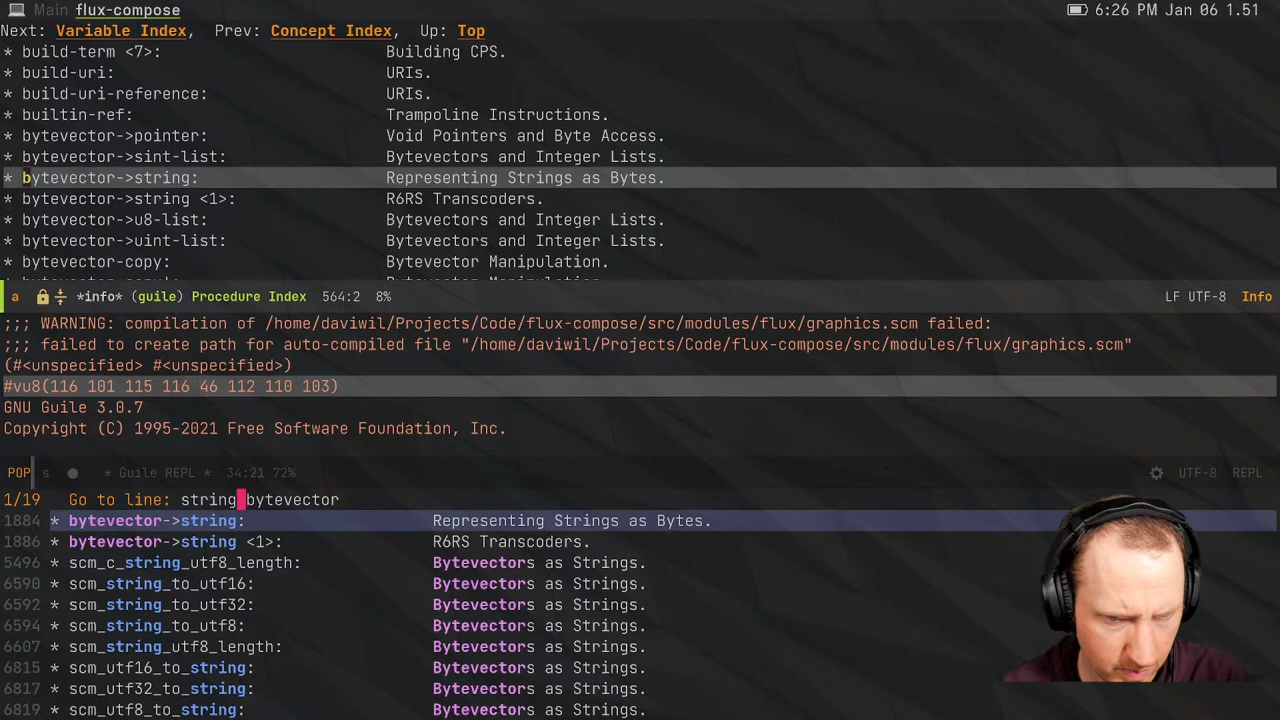 Main flux-compose 6:26 PM Jan 06 1.51
Next: Variable Index, Prev: Concept Index, Up: Top
* build-term <7>: Building CPS.
* build-uri: URIs.
* build-uri-reference: URIs.
* builtin-ref: Trampoline Instructions.
* bytevector->pointer: Void Pointers and Byte Access.
* bytevector->sint-list: Bytevectors and Integer Lists.
* bytevector->string: Representing Strings as Bytes.
* bytevector->string <1>: R6RS Transcoders.
* bytevector->u8-list: Bytevectors and Integer Lists.
* bytevector->uint-list: Bytevectors and Integer Lists.
* bytevector-copy: Bytevector Manipulation.
a *info* (guile) Procedure Index 564:2 8% LF UTF-8 Info
;;; WARNING: compilation of /home/daviwil/Projects/Code/flux-compose/src/modules/flux/graphics.scm failed:
;;; failed to create path for auto-compiled file "/home/daviwil/Projects/Code/flux-compose/src/modules/flux/graphics.scm"
(#<unspecified> #<unspecified>)
#vu8(116 101 115 116 46 112 110 103)
GNU Guile 3.0.7
Copyright (C) 1995-2021 Free Software Foundation, Inc.
POP s * Guile REPL * 34:21 72% UTF-8 REPL
1/19 Go to line: string bytevector
1884 * bytevector->string: Representing Strings as Bytes.
1886 * bytevector->string <1>: R6RS Transcoders.
5496 * scm_c_string_utf8_length: Bytevectors as Strings.
6590 * scm_string_to_utf16: Bytevectors as Strings.
6592 * scm_string_to_utf32: Bytevectors as Strings.
6594 * scm_string_to_utf8: Bytevectors as Strings.
6607 * scm_string_utf8_length: Bytevectors as Strings.
6815 * scm_utf16_to_string: Bytevectors as Strings.
6817 * scm_utf32_to_string: Bytevectors as Strings.
6819 * scm_utf8_to_string: Bytevectors as Strings.